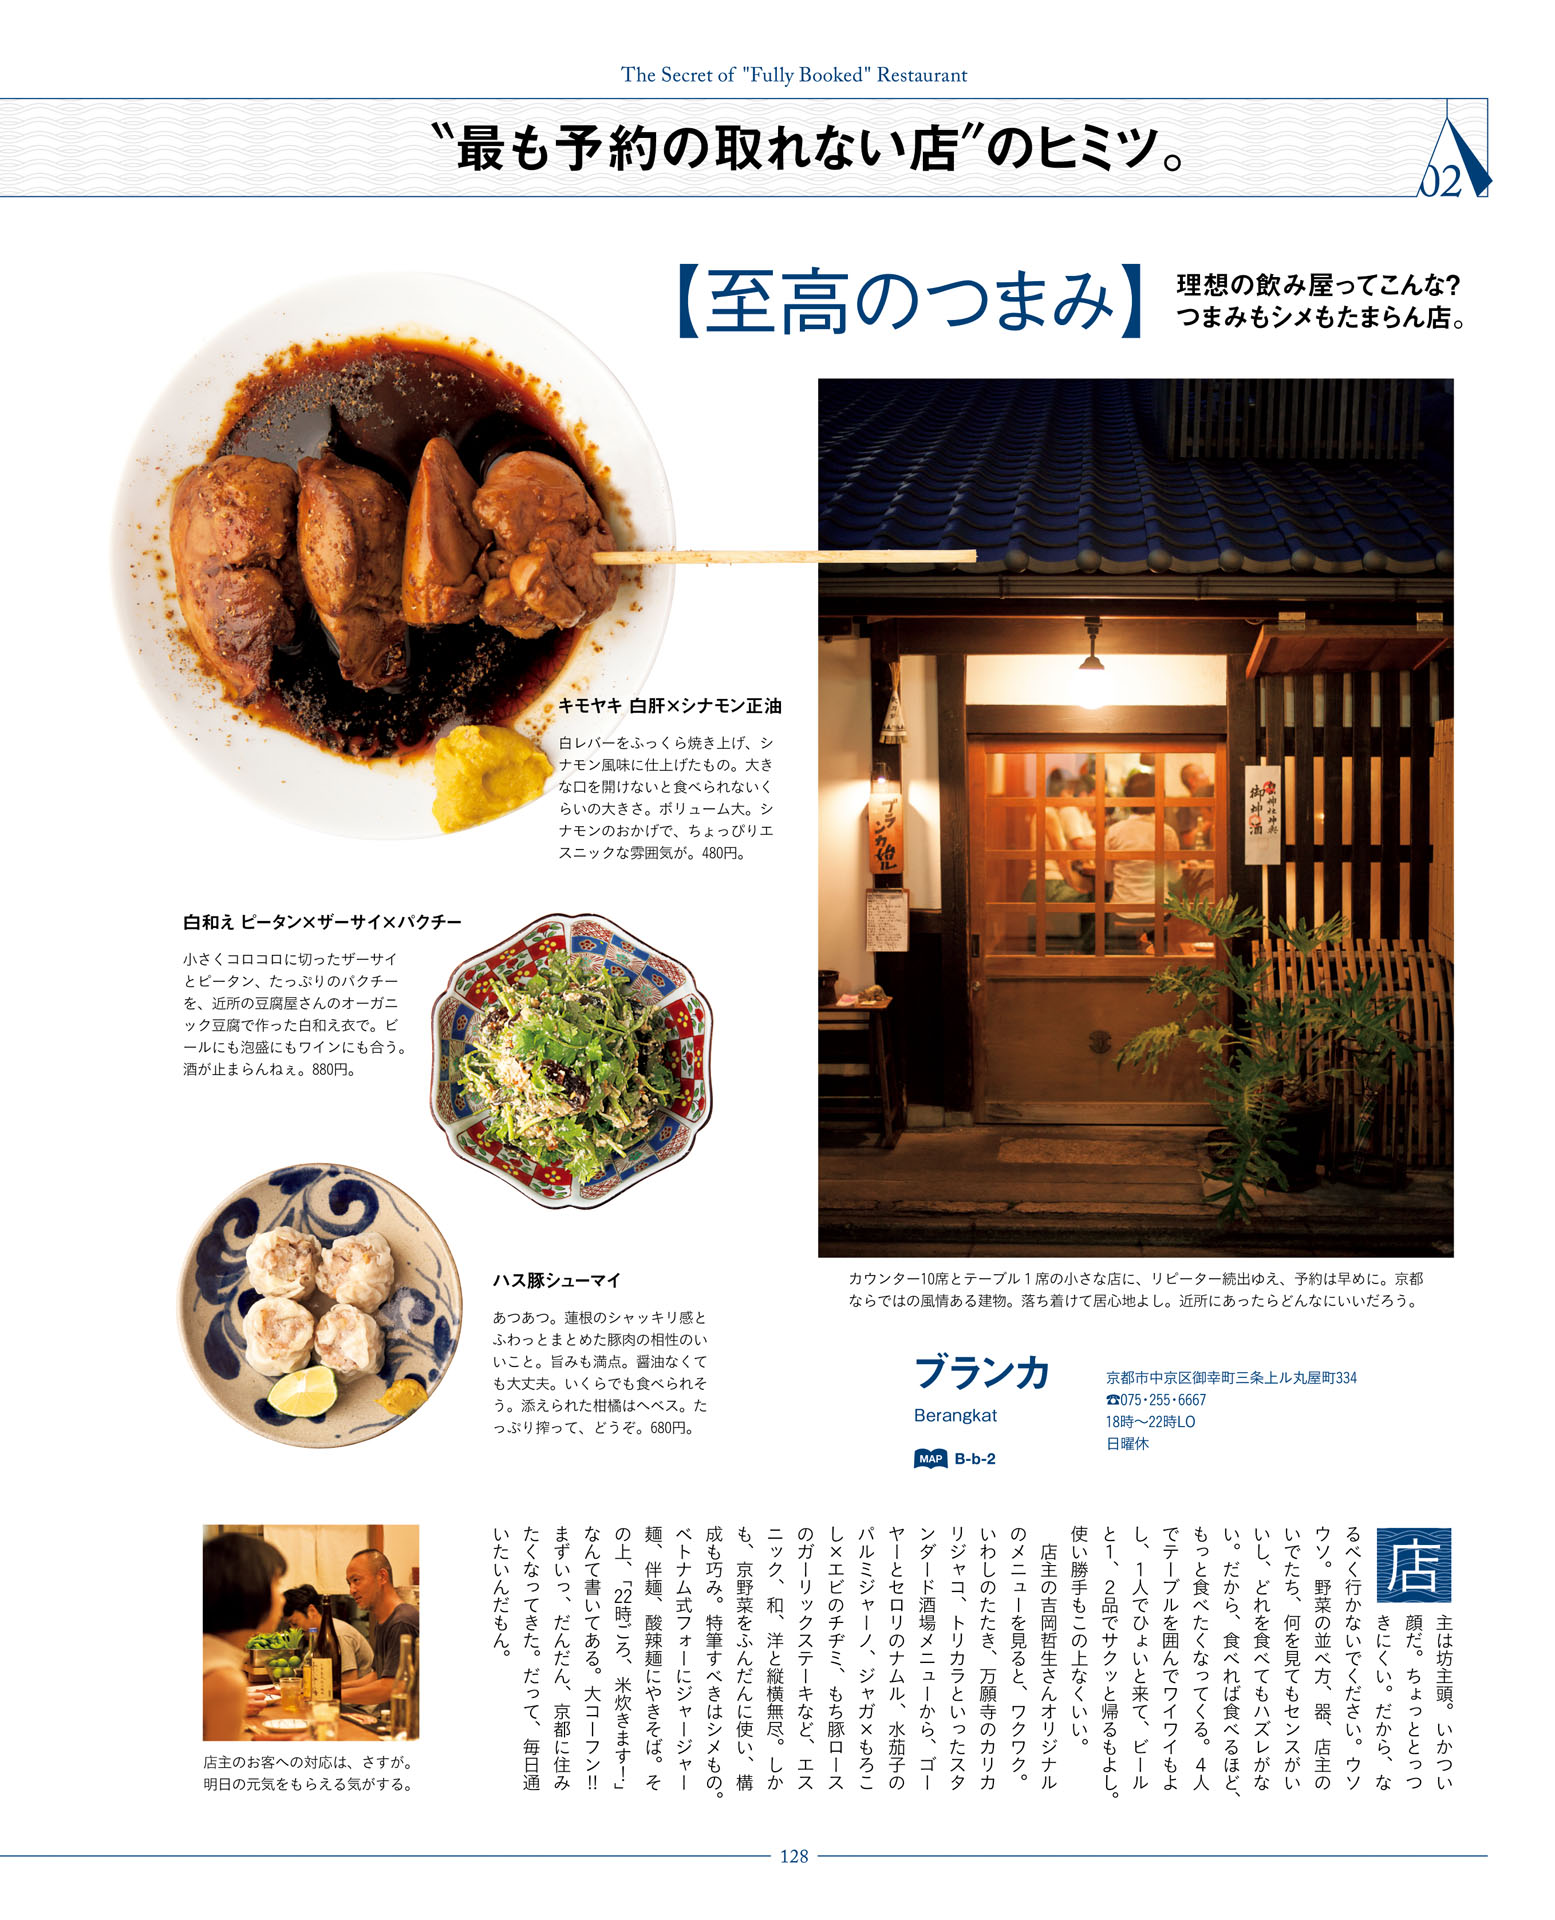 The Secret of "Fully Booked" Restaurant
〝最も予約の取れない店〞のヒミツ。
02
【至高のつまみ】
理想の飲み屋ってこんな?
つまみもシメもたまらん店。
キモヤキ 白肝×シナモン正油
白レバーをふっくら焼き上げ、シ
ナモン風味に仕上げたもの。大き
な口を開けないと食べられないく
らいの大きさ。ボリューム大。シ
ナモンのおかげで、ちょっぴりエ
スニックな雰囲気が。480円。
白和え ピータン×ザーサイ×パクチー
小さくコロコロに切ったザーサイ
とピータン、たっぷりのパクチー
を、近所の豆腐屋さんのオーガニ
ック豆腐で作った白和え衣で。ビ
ールにも泡盛にもワインにも合う。
酒が止まらんねぇ。880円。
ハス豚シューマイ
あつあつ。蓮根のシャッキリ感と
ふわっとまとめた豚肉の相性のい
いこと。旨みも満点。醤油なくて
も大丈夫。いくらでも食べられそ
う。添えられた柑橘はヘベス。た
っぷり搾って、どうぞ。680円。
ブランカ
御神酒
カウンター10席とテーブル1席の小さな店に、リピーター続出ゆえ、予約は早めに。京都
ならではの風情ある建物。落ち着けて居心地よし。近所にあったらどんなにいいだろう。
ブランカ
Berangkat
MAP B-b-2
京都市中京区御幸町三条上ル丸屋町334
☎075・255・6667
18時〜22時LO
日曜休
店主は坊主頭。いかつい
顔だ。ちょっととっつ
きにくい。だから、な
るべく行かないでください。ウソ
ウソ。野菜の並べ方、器、店主の
いでたち、何を見てもセンスがい
いし、どれを食べてもハズレがな
い。だから、食べれば食べるほど、
もっと食べたくなってくる。4人
でテーブルを囲んでワイワイもよ
し、1人でひょいと来て、ビール
と1、2品でサクッと帰るもよし。
使い勝手もこの上なくいい。
店主の吉岡哲生さんオリジナル
のメニューを見ると、ワクワク。
いわしのたたき、万願寺のカリカ
リジャコ、トリカラといったスタ
ンダード酒場メニューから、ゴー
ヤーとセロリのナムル、水茄子の
パルミジャーノ、ジャガ×もろこ
し×エビのチヂミ、もち豚ロース
のガーリックステーキなど、エス
ニック、和、洋と縦横無尽。しか
も、京野菜をふんだんに使い、構
成も巧み。特筆すべきはシメもの。
ベトナム式フォーにジャージャー
麺、伴麺、酸辣麺にやきそば。そ
の上、「22時ごろ、米炊きます!」
なんて書いてある。大コーフン!!
まずいっ、だんだん、京都に住み
たくなってきた。だって、毎日通
いたいんだもん。
店主のお客への対応は、さすが。
明日の元気をもらえる気がする。
128